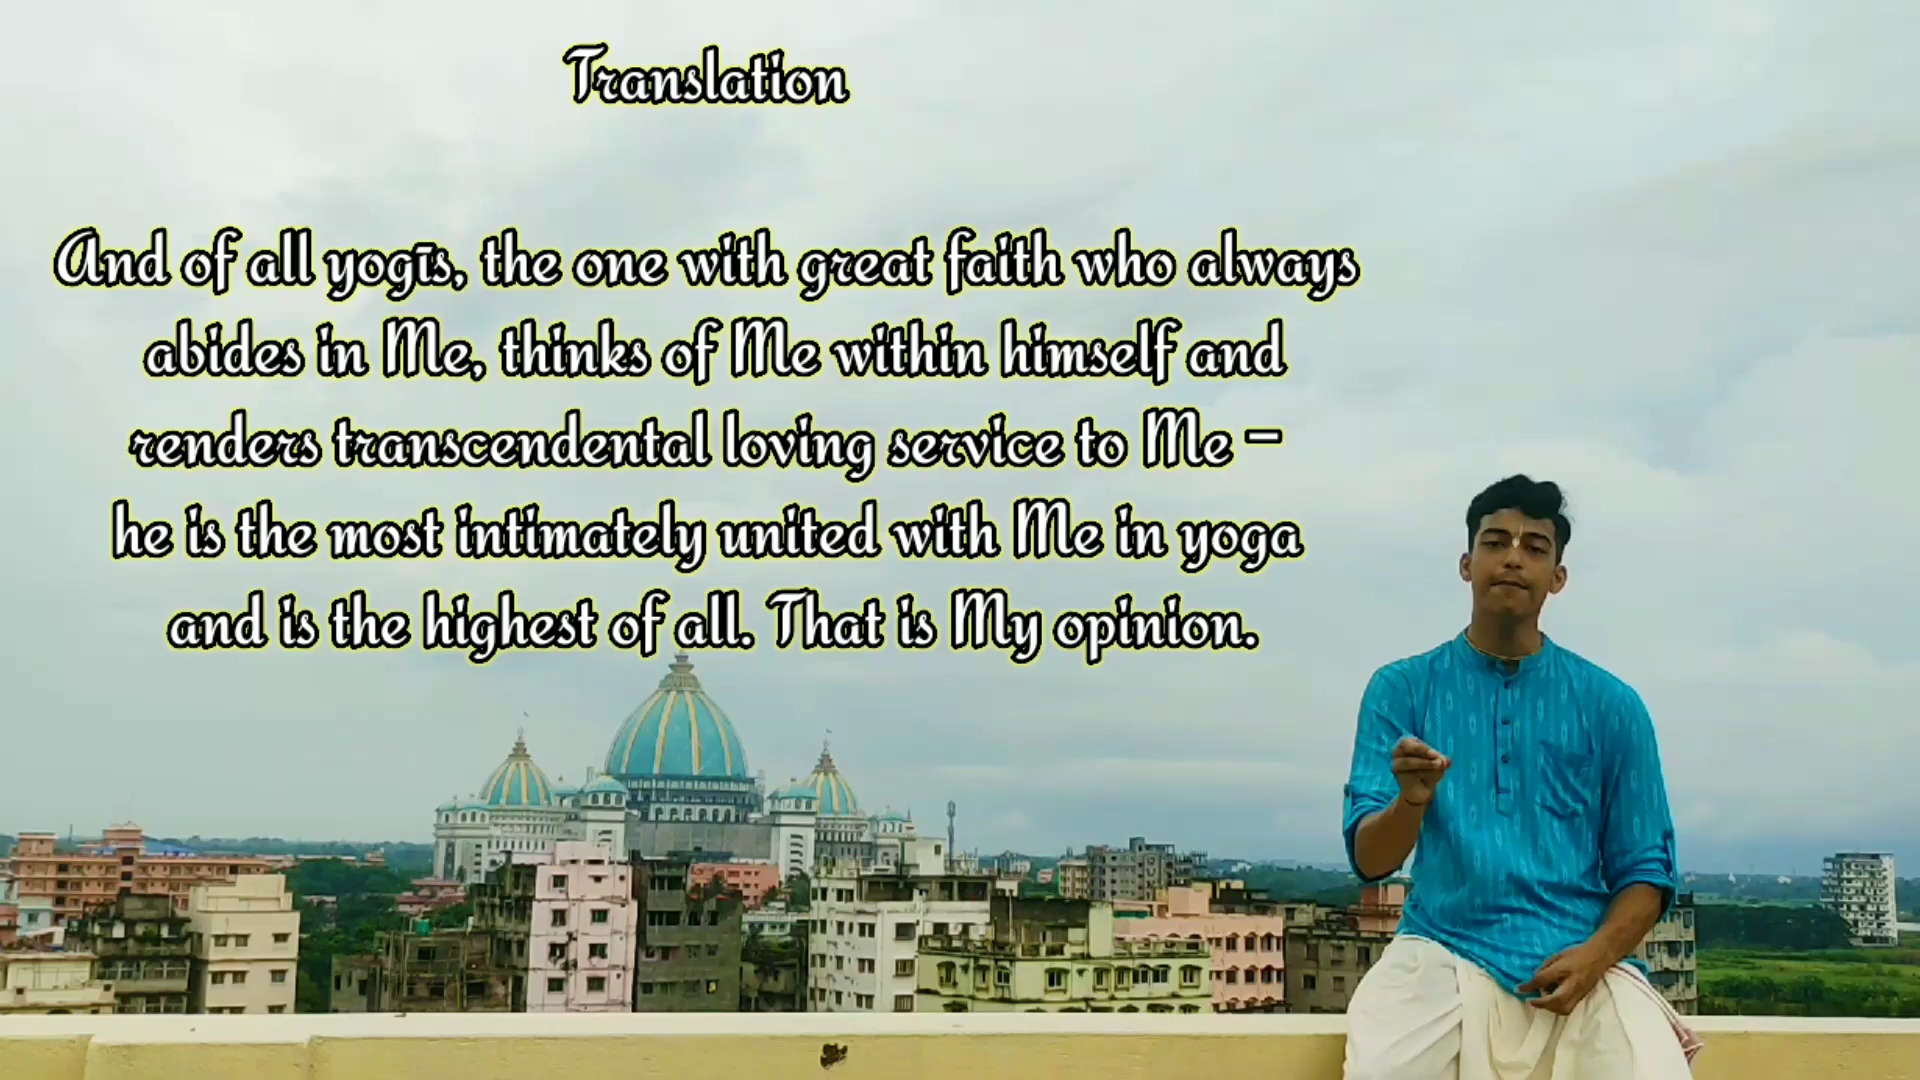 Translation
And of all yogīs, the one with great faith who always
abides in Me, thinks of Me within himself and
renders transcendental loving service to Me –
he is the most intimately united with Me in yoga
and is the highest of all. That is My opinion.